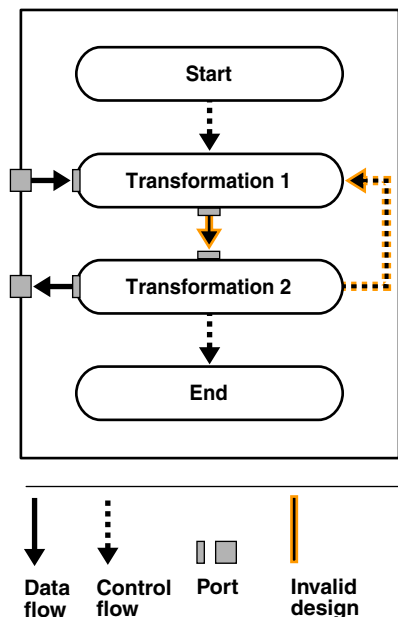 Start
Transformation 1
Transformation 2
End
Data flow
Control flow
Port
Invalid design